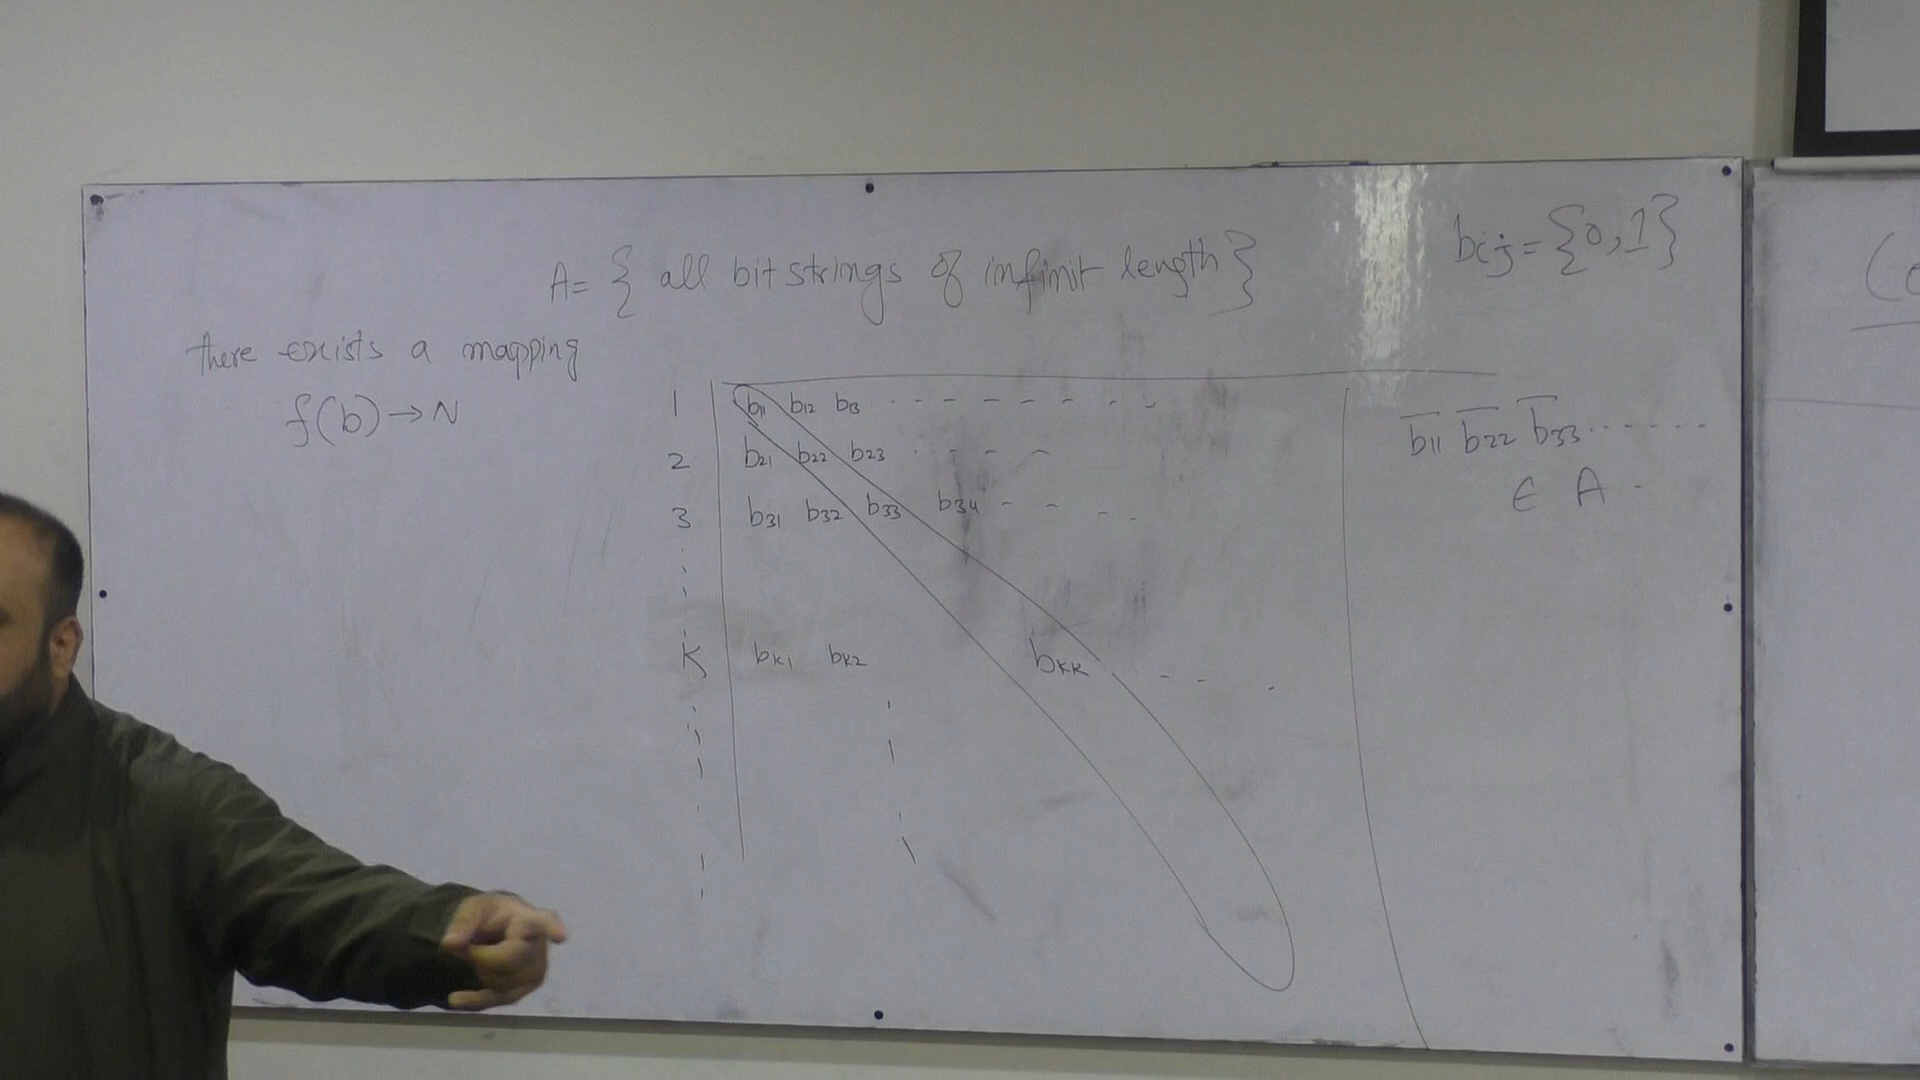 A = { all bit strings of infinit length }
bij = {0,1}
there exists a mapping
f(b) → N
1 b11 b12 b13 . - - - - - - -
2 b21 b22 b23 . - - -
3 b31 b32 b33 b34 - - - -
K bK1 bK2 bKK - - .
b̅11 b̅22 b̅33 . . . . . .
∈ A